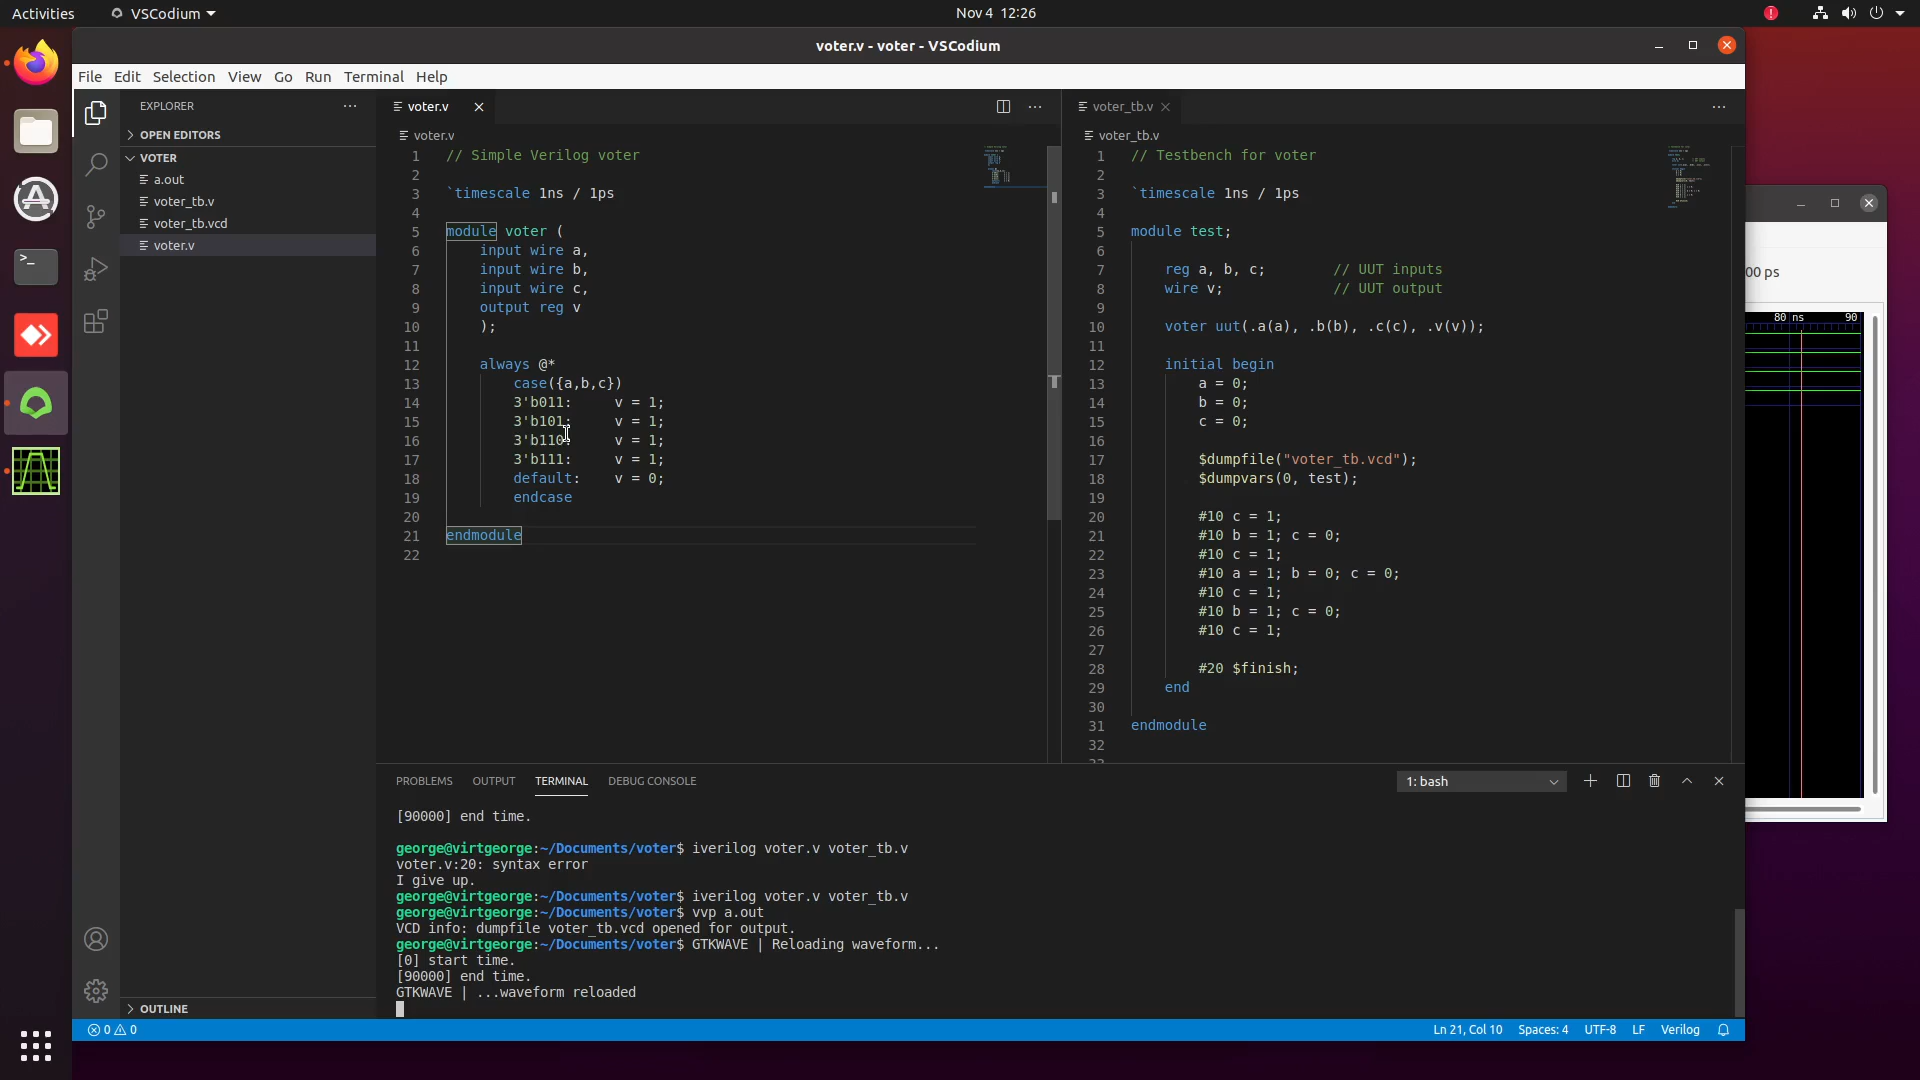 Activities
VSCodium
Nov 4 12:26
voter.v - voter - VSCodium
File Edit Selection View Go Run Terminal Help
EXPLORER
OPEN EDITORS
VOTER
a.out
voter_tb.v
voter_tb.vcd
voter.v
OUTLINE
voter.v
voter.v
1 // Simple Verilog voter
2
3 `timescale 1ns / 1ps
4
5 module voter (
6 input wire a,
7 input wire b,
8 input wire c,
9 output reg v
10 );
11
12 always @*
13 case({a,b,c})
14 3'b011: v = 1;
15 3'b101: v = 1;
16 3'b110: v = 1;
17 3'b111: v = 1;
18 default: v = 0;
19 endcase
20
21 endmodule
22
voter_tb.v
voter_tb.v
1 // Testbench for voter
2
3 `timescale 1ns / 1ps
4
5 module test;
6
7 reg a, b, c; // UUT inputs
8 wire v; // UUT output
9
10 voter uut(.a(a), .b(b), .c(c), .v(v));
11
12 initial begin
13 a = 0;
14 b = 0;
15 c = 0;
16
17 $dumpfile("voter_tb.vcd");
18 $dumpvars(0, test);
19
20 #10 c = 1;
21 #10 b = 1; c = 0;
22 #10 c = 1;
23 #10 a = 1; b = 0; c = 0;
24 #10 c = 1;
25 #10 b = 1; c = 0;
26 #10 c = 1;
27
28 #20 $finish;
29 end
30
31 endmodule
32
00 ps
80 ns 90
PROBLEMS OUTPUT TERMINAL DEBUG CONSOLE
1: bash
[90000] end time.
george@virtgeorge:~/Documents/voter$ iverilog voter.v voter_tb.v
voter.v:20: syntax error
I give up.
george@virtgeorge:~/Documents/voter$ iverilog voter.v voter_tb.v
george@virtgeorge:~/Documents/voter$ vvp a.out
VCD info: dumpfile voter_tb.vcd opened for output.
george@virtgeorge:~/Documents/voter$ GTKWAVE | Reloading waveform...
[0] start time.
[90000] end time.
GTKWAVE | ...waveform reloaded
0 0
Ln 21, Col 10 Spaces: 4 UTF-8 LF Verilog